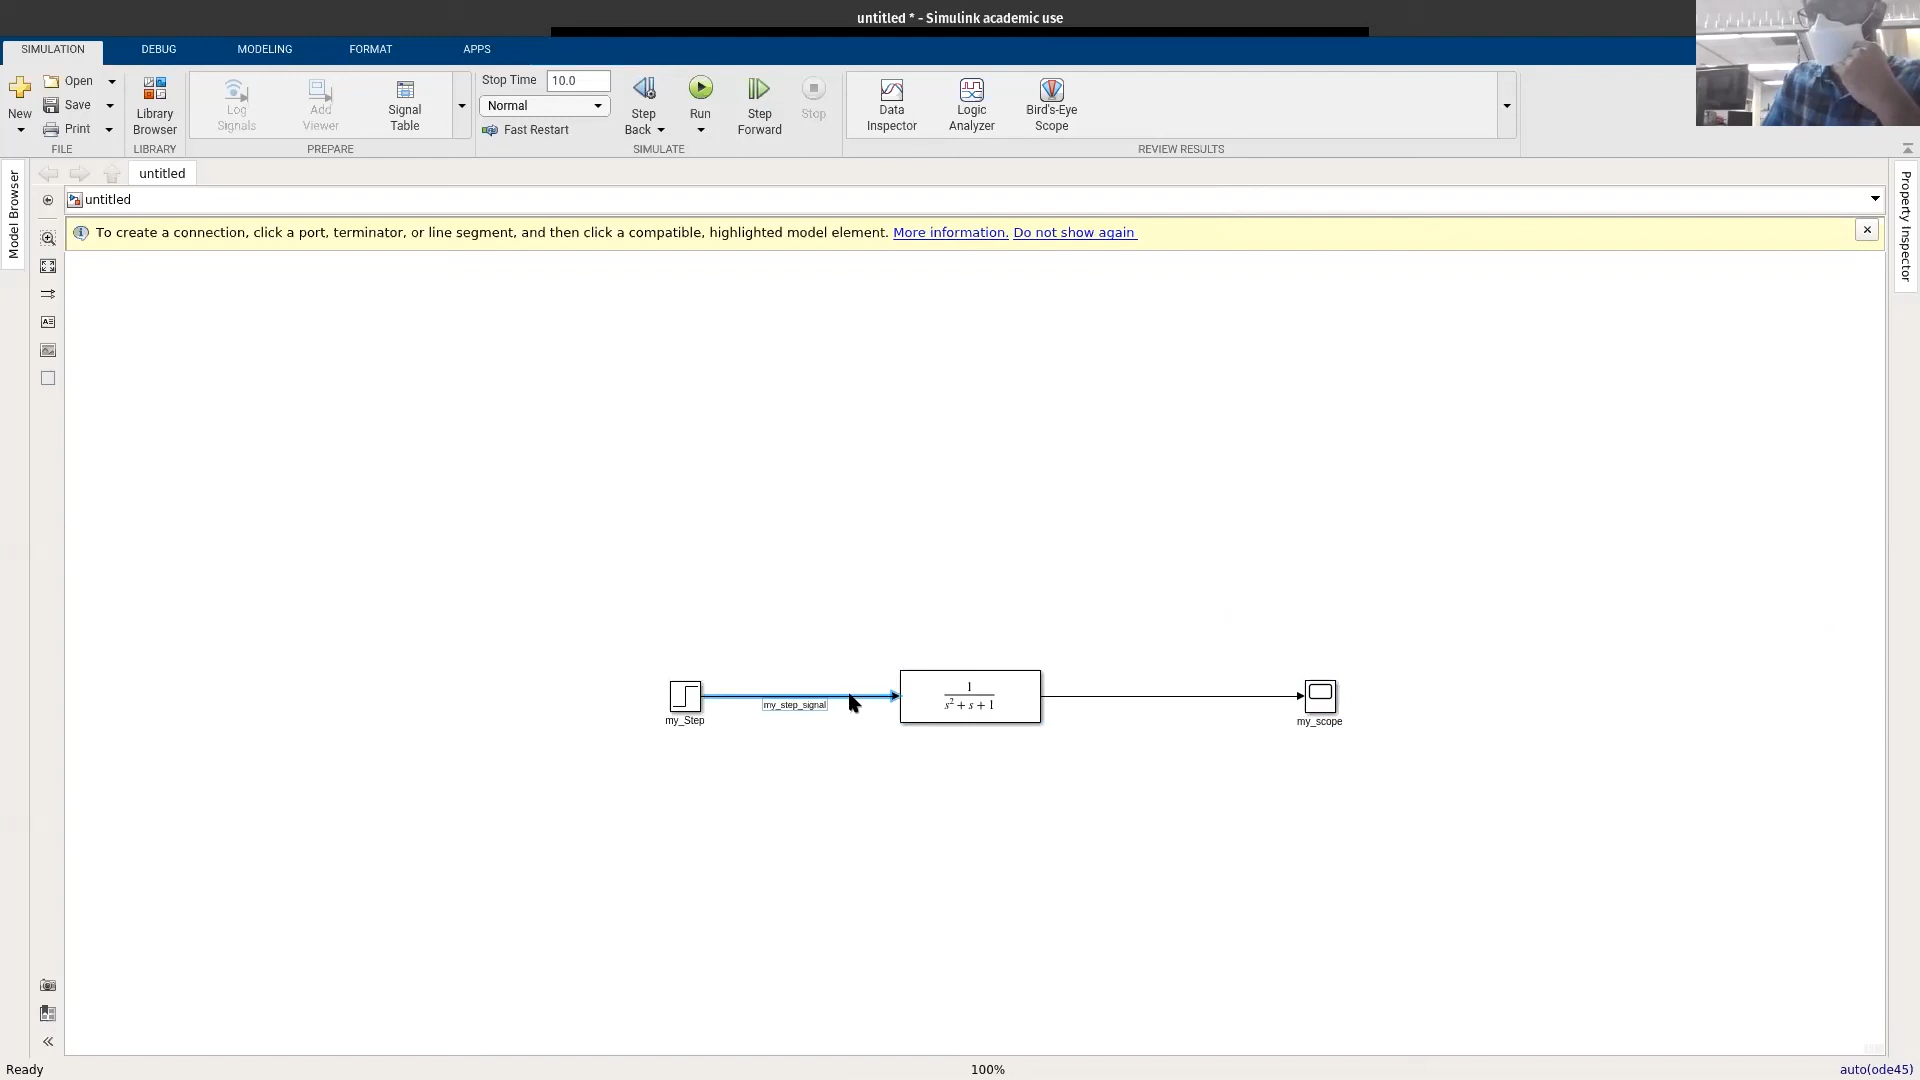 untitled * - Simulink academic use
SIMULATION DEBUG MODELING FORMAT APPS
New
Open
Save
Print
FILE
Library
Browser
LIBRARY
Log
Signals
Add
Viewer
Signal
Table
PREPARE
Stop Time 10.0
Normal
Fast Restart
Step
Back
Run
Step
Forward
Stop
SIMULATE
Data
Inspector
Logic
Analyzer
Bird's-Eye
Scope
REVIEW RESULTS
Model Browser
untitled
untitled
To create a connection, click a port, terminator, or line segment, and then click a compatible, highlighted model element. More information. Do not show again
Property Inspector
my_Step
my_step_signal
1
s² + s + 1
my_scope
Ready 100% auto(ode45)